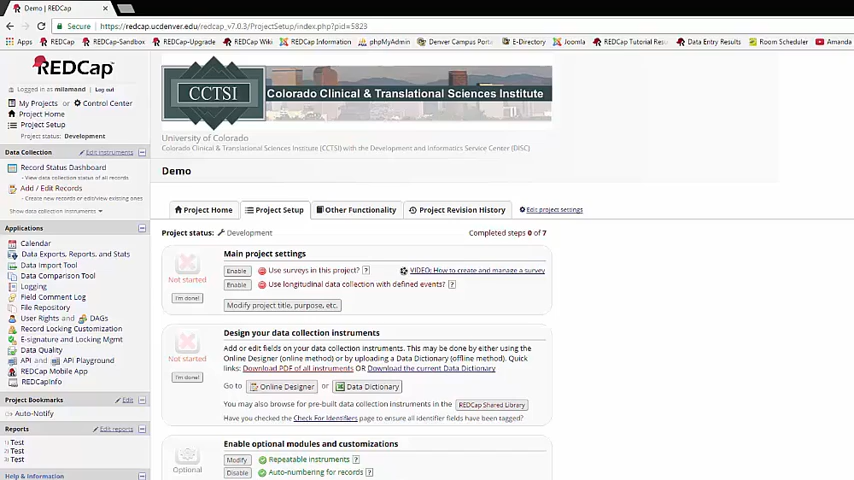 Demo | REDCap
Secure https://redcap.ucdenver.edu/redcap_v7.0.3/ProjectSetup/index.php?pid=5823
Apps REDCap REDCap-Sandbox REDCap-Upgrade REDCap Wiki REDCap Information phpMyAdmin Denver Campus Porta E-Directory Joomla REDCap Tutorial Resu Data Entry Results Room Scheduler Amanda
REDCap
Logged in as milamand Log out
My Projects or Control Center
Project Home
Project Setup
Project status: Development
Data Collection Edit instruments
Record Status Dashboard
- View data collection status of all records
Add / Edit Records
- Create new records or edit/view existing ones
Show data collection instruments
Applications
Calendar
Data Exports, Reports, and Stats
Data Import Tool
Data Comparison Tool
Logging
Field Comment Log
File Repository
User Rights and DAGs
Record Locking Customization
E-signature and Locking Mgmt
Data Quality
API and API Playground
REDCap Mobile App
REDCapInfo
Project Bookmarks Edit
Auto-Notify
Reports Edit reports
1) Test
2) Test
3) Test
Help & Information
CCTSI Colorado Clinical & Translational Sciences Institute
University of Colorado
Colorado Clinical & Translational Sciences Institute (CCTSI) with the Development and Informatics Service Center (DISC)
Demo
Project Home Project Setup Other Functionality Project Revision History Edit project settings
Project status: Development Completed steps 0 of 7
Main project settings
Not started
I'm done!
Enable Use surveys in this project? ? VIDEO: How to create and manage a survey
Enable Use longitudinal data collection with defined events? ?
Modify project title, purpose, etc.
Design your data collection instruments
Not started
I'm done!
Add or edit fields on your data collection instruments. This may be done by either using the
Online Designer (online method) or by uploading a Data Dictionary (offline method). Quick
links: Download PDF of all instruments OR Download the current Data Dictionary
Go to Online Designer or Data Dictionary
You may also browse for pre-built data collection instruments in the REDCap Shared Library
Have you checked the Check For Identifiers page to ensure all identifier fields have been tagged?
Enable optional modules and customizations
Optional
Modify Repeatable instruments ?
Disable Auto-numbering for records ?